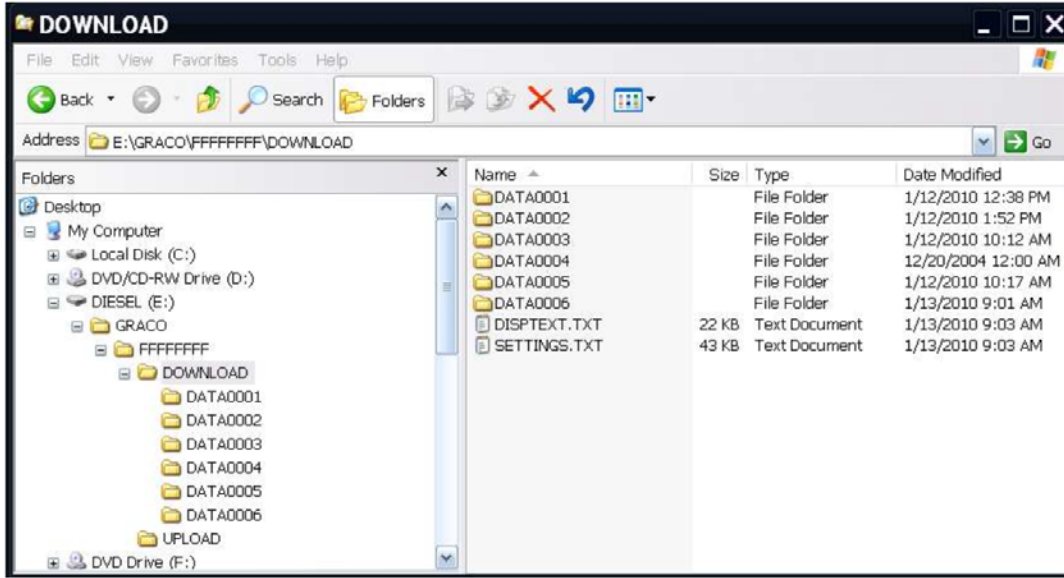 DOWNLOAD
File Edit View Favorites Tools Help
Back Search Folders
Address E:\GRACO\FFFFFFFF\DOWNLOAD Go
Folders x
Desktop
My Computer
Local Disk (C:)
DVD/CD-RW Drive (D:)
DIESEL (E:)
GRACO
FFFFFFFF
DOWNLOAD
DATA0001
DATA0002
DATA0003
DATA0004
DATA0005
DATA0006
UPLOAD
DVD Drive (F:)
Name Size Type Date Modified
DATA0001 File Folder 1/12/2010 12:38 PM
DATA0002 File Folder 1/12/2010 1:52 PM
DATA0003 File Folder 1/12/2010 10:12 AM
DATA0004 File Folder 12/20/2004 12:00 AM
DATA0005 File Folder 1/12/2010 10:17 AM
DATA0006 File Folder 1/13/2010 9:01 AM
DISPTEXT.TXT 22 KB Text Document 1/13/2010 9:03 AM
SETTINGS.TXT 43 KB Text Document 1/13/2010 9:03 AM